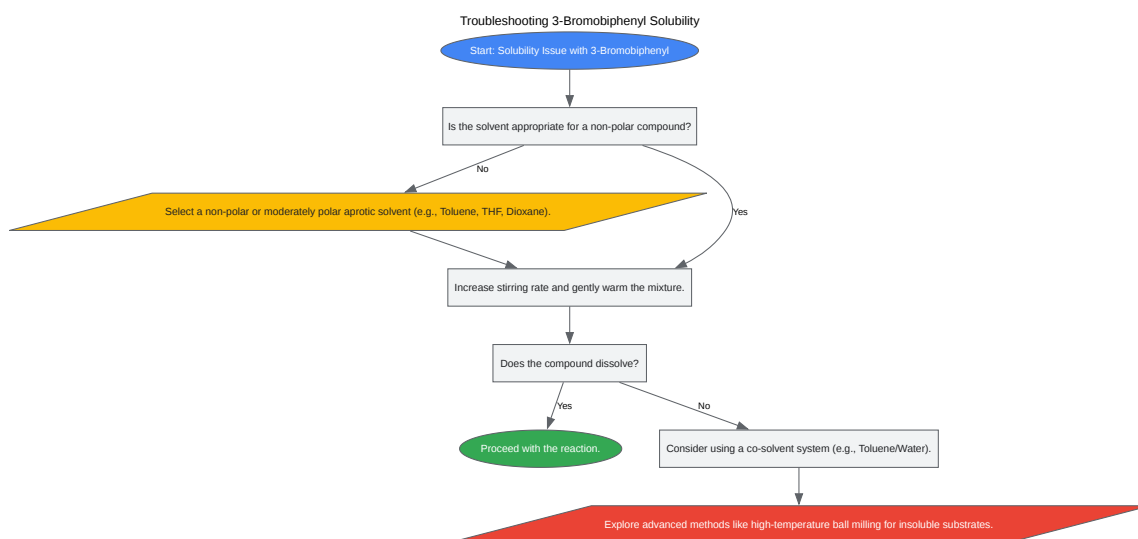 Troubleshooting 3-Bromobiphenyl Solubility
Start: Solubility Issue with 3-Bromobiphenyl
Is the solvent appropriate for a non-polar compound?
No
Select a non-polar or moderately polar aprotic solvent (e.g., Toluene, THF, Dioxane).
Yes
Increase stirring rate and gently warm the mixture.
Does the compound dissolve?
Yes
No
Proceed with the reaction.
Consider using a co-solvent system (e.g., Toluene/Water).
Explore advanced methods like high-temperature ball milling for insoluble substrates.